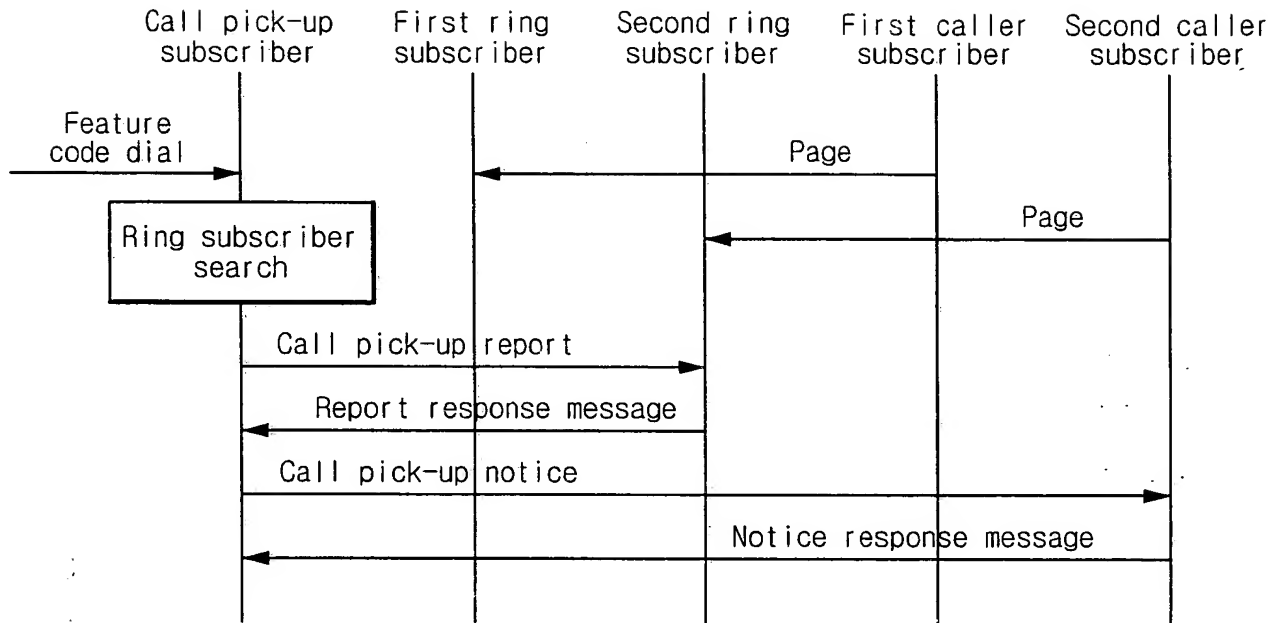 Call pick-up
subscriber
First ring
subscriber
Second ring
subscriber
First caller
subscriber
Second caller
subscriber
Feature
code dial
Page
Page
Ring subscriber
search
Call pick-up report
Report response message
Call pick-up notice
Notice response message